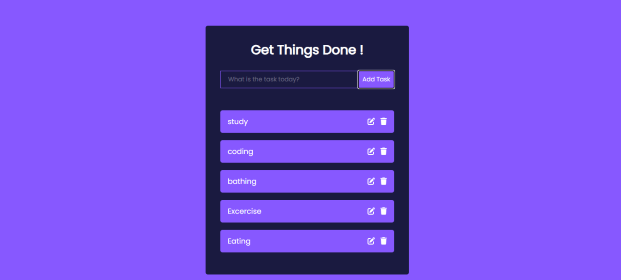 Get Things Done !
What is the task today?
Add Task
study
coding
bathing
Excercise
Eating